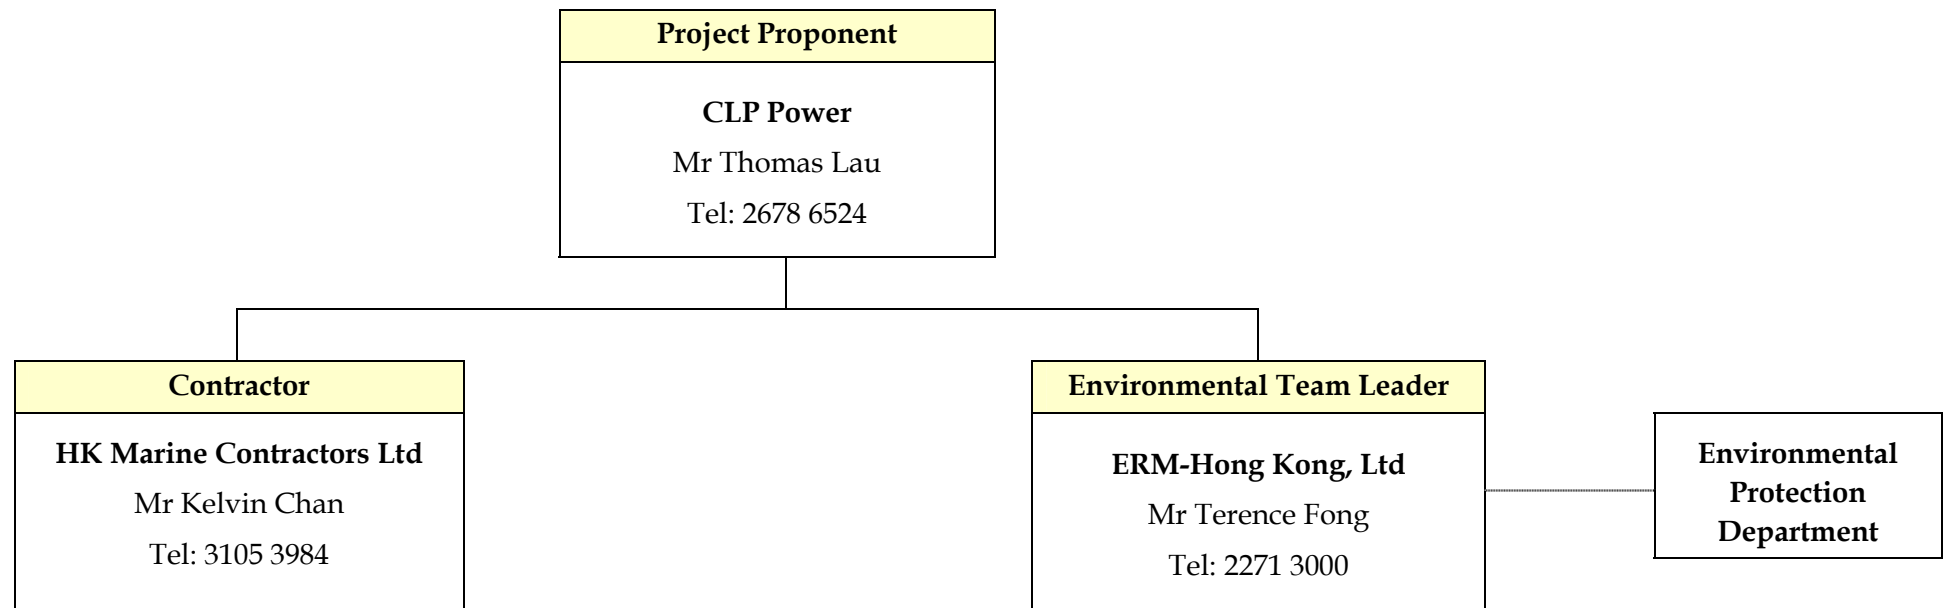 Project Proponent
CLP Power
Mr Thomas Lau
Tel: 2678 6524
Contractor
HK Marine Contractors Ltd
Mr Kelvin Chan
Tel: 3105 3984
Environmental Team Leader
ERM-Hong Kong, Ltd
Mr Terence Fong
Tel: 2271 3000
Environmental
Protection
Department